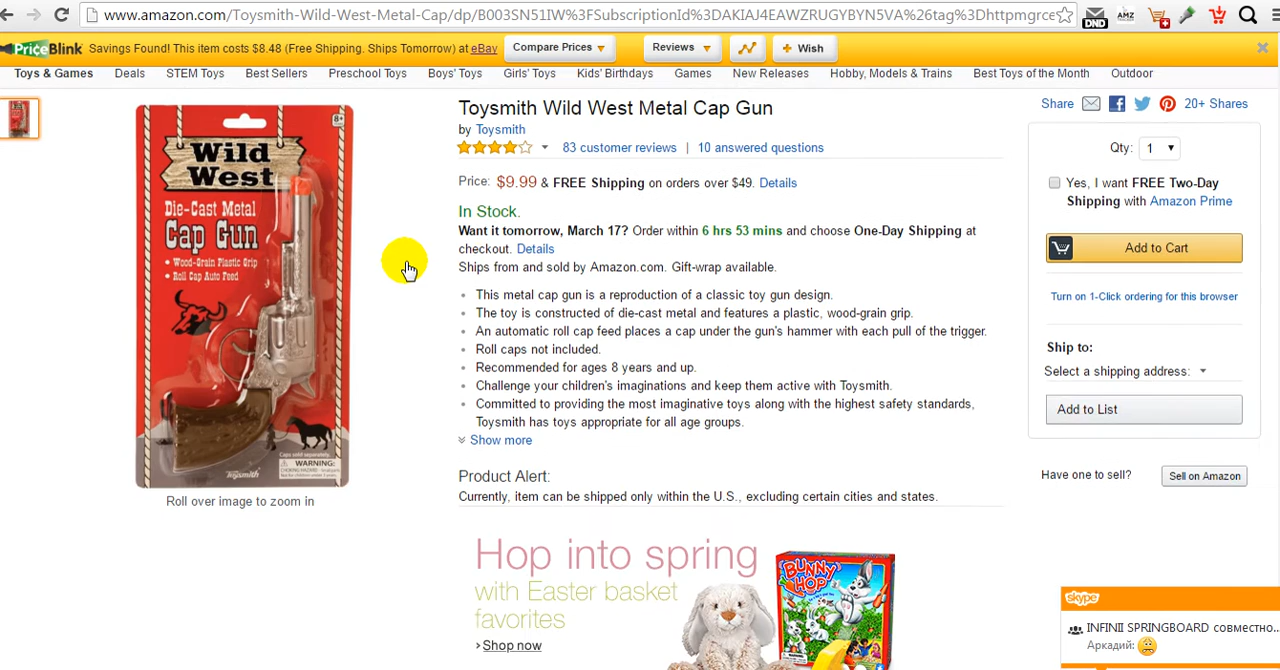 www.amazon.com/Toysmith-Wild-West-Metal-Cap/dp/B003SN51IW%3FSubscriptionId%3DAKIAJ4EAWZRUGYBYN5VA%26tag%3Dhttpmgrce
DND
AMZ
PriceBlink Savings Found! This item costs $8.48 (Free Shipping. Ships Tomorrow) at eBay Compare Prices Reviews + Wish
Toys & Games Deals STEM Toys Best Sellers Preschool Toys Boys' Toys Girls' Toys Kids' Birthdays Games New Releases Hobby, Models & Trains Best Toys of the Month Outdoor
8+
Wild
West
Die-Cast Metal
Cap Gun
• Wood-Grain Plastic Grip
• Roll Cap Auto Feed
Caps sold separately.
WARNING:
Toysmith
Roll over image to zoom in
Toysmith Wild West Metal Cap Gun
by Toysmith
83 customer reviews | 10 answered questions
Price: $9.99 & FREE Shipping on orders over $49. Details
In Stock.
Want it tomorrow, March 17? Order within 6 hrs 53 mins and choose One-Day Shipping at
checkout. Details
Ships from and sold by Amazon.com. Gift-wrap available.
• This metal cap gun is a reproduction of a classic toy gun design.
• The toy is constructed of die-cast metal and features a plastic, wood-grain grip.
• An automatic roll cap feed places a cap under the gun's hammer with each pull of the trigger.
• Roll caps not included.
• Recommended for ages 8 years and up.
• Challenge your children's imaginations and keep them active with Toysmith.
• Committed to providing the most imaginative toys along with the highest safety standards,
Toysmith has toys appropriate for all age groups.
Show more
Product Alert:
Currently, item can be shipped only within the U.S., excluding certain cities and states.
Hop into spring
with Easter basket
favorites
›Shop now
BUNNY
HOP
Share 20+ Shares
Qty: 1
Yes, I want FREE Two-Day
Shipping with Amazon Prime
Add to Cart
Turn on 1-Click ordering for this browser
Ship to:
Select a shipping address:
Add to List
Have one to sell? Sell on Amazon
skype
INFINII SPRINGBOARD совместно...
Аркадий: